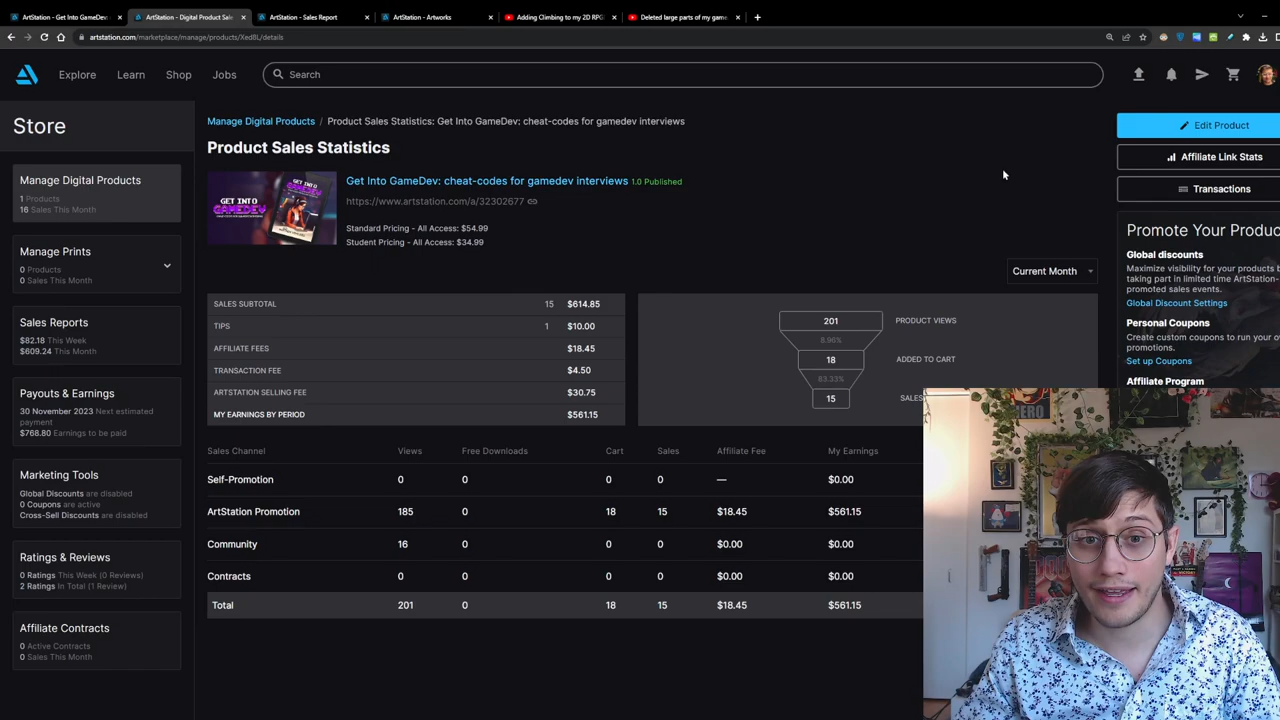 ArtStation - Get Into GameDev:
ArtStation - Digital Product Sale
ArtStation - Sales Report
ArtStation - Artworks
Adding Climbing to my 2D RPG
Deleted large parts of my game
artstation.com/marketplace/manage/products/Xed8L/details
Explore
Learn
Shop
Jobs
Search
Store
Manage Digital Products
1 Products
16 Sales This Month
Manage Prints
0 Products
0 Sales This Month
Sales Reports
$82.18 This Week
$609.24 This Month
Payouts & Earnings
30 November 2023 Next estimated
payment
$768.80 Earnings to be paid
Marketing Tools
Global Discounts are disabled
0 Coupons are active
Cross-Sell Discounts are disabled
Ratings & Reviews
0 Ratings This Week (0 Reviews)
2 Ratings In Total (1 Review)
Affiliate Contracts
0 Active Contracts
0 Sales This Month
Manage Digital Products / Product Sales Statistics: Get Into GameDev: cheat-codes for gamedev interviews
Product Sales Statistics
GET INTO
GAMEDEV
GET INTO
GAMEDEV
Get Into GameDev: cheat-codes for gamedev interviews 1.0 Published
https://www.artstation.com/a/32302677
Standard Pricing - All Access: $54.99
Student Pricing - All Access: $34.99
Current Month
SALES SUBTOTAL 15 $614.85
TIPS 1 $10.00
AFFILIATE FEES $18.45
TRANSACTION FEE $4.50
ARTSTATION SELLING FEE $30.75
MY EARNINGS BY PERIOD $561.15
201 PRODUCT VIEWS
8.96%
18 ADDED TO CART
83.33%
15 SALES
Sales Channel Views Free Downloads Cart Sales Affiliate Fee My Earnings
Self-Promotion 0 0 0 0 — $0.00
ArtStation Promotion 185 0 18 15 $18.45 $561.15
Community 16 0 0 0 $0.00 $0.00
Contracts 0 0 0 0 $0.00 $0.00
Total 201 0 18 15 $18.45 $561.15
Edit Product
Affiliate Link Stats
Transactions
Promote Your Produc
Global discounts
Maximize visibility for your products b
taking part in limited time ArtStation-
promoted sales events.
Global Discount Settings
Personal Coupons
Create custom coupons to run your ow
promotions.
Set up Coupons
Affiliate Program
HERO